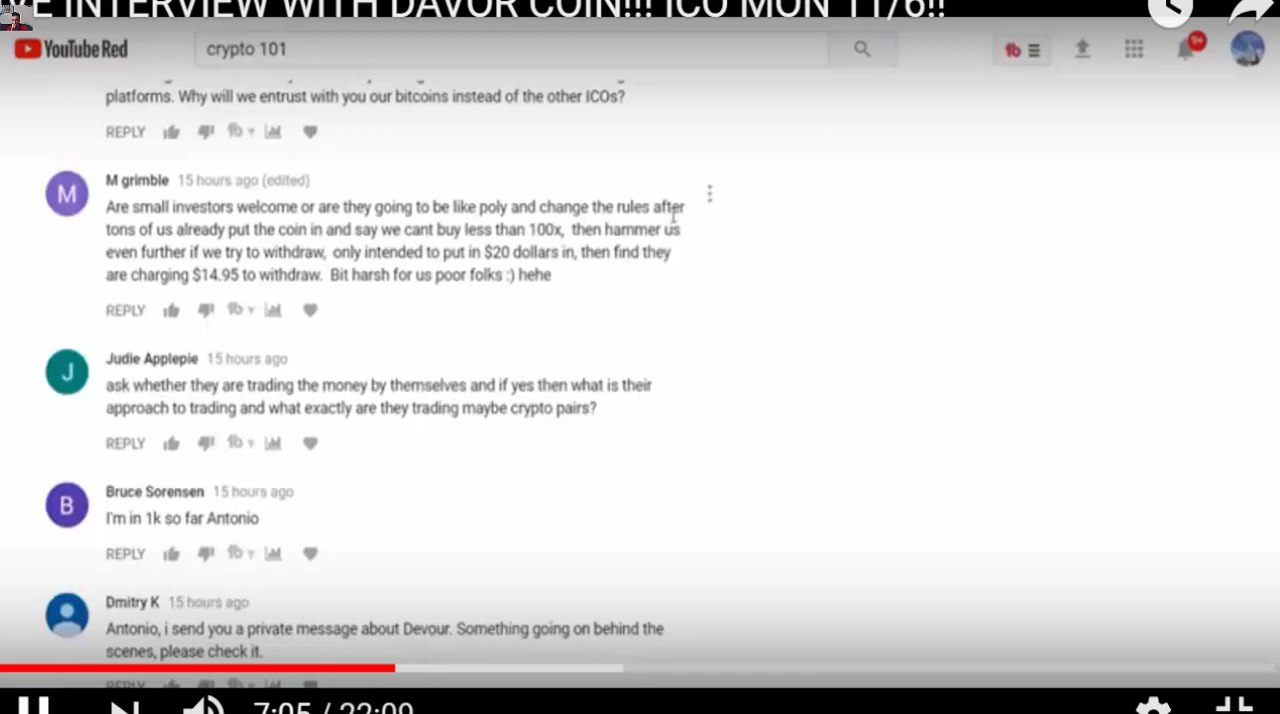 VE INTERVIEW WITH DAVOR COIN!!! ICO MON 11/6!!
YouTube Red
crypto 101
9+
platforms. Why will we entrust with you our bitcoins instead of the other ICOs?
REPLY
M
M grimble 15 hours ago (edited)
Are small investors welcome or are they going to be like poly and change the rules after
tons of us already put the coin in and say we cant buy less than 100x, then hammer us
even further if we try to withdraw, only intended to put in $20 dollars in, then find they
are charging $14.95 to withdraw. Bit harsh for us poor folks :) hehe
REPLY
J
Judie Applepie 15 hours ago
ask whether they are trading the money by themselves and if yes then what is their
approach to trading and what exactly are they trading maybe crypto pairs?
REPLY
B
Bruce Sorensen 15 hours ago
I'm in 1k so far Antonio
REPLY
Dmitry K 15 hours ago
Antonio, i send you a private message about Devour. Something going on behind the
scenes, please check it.
REPLY
7:05 / 22:09